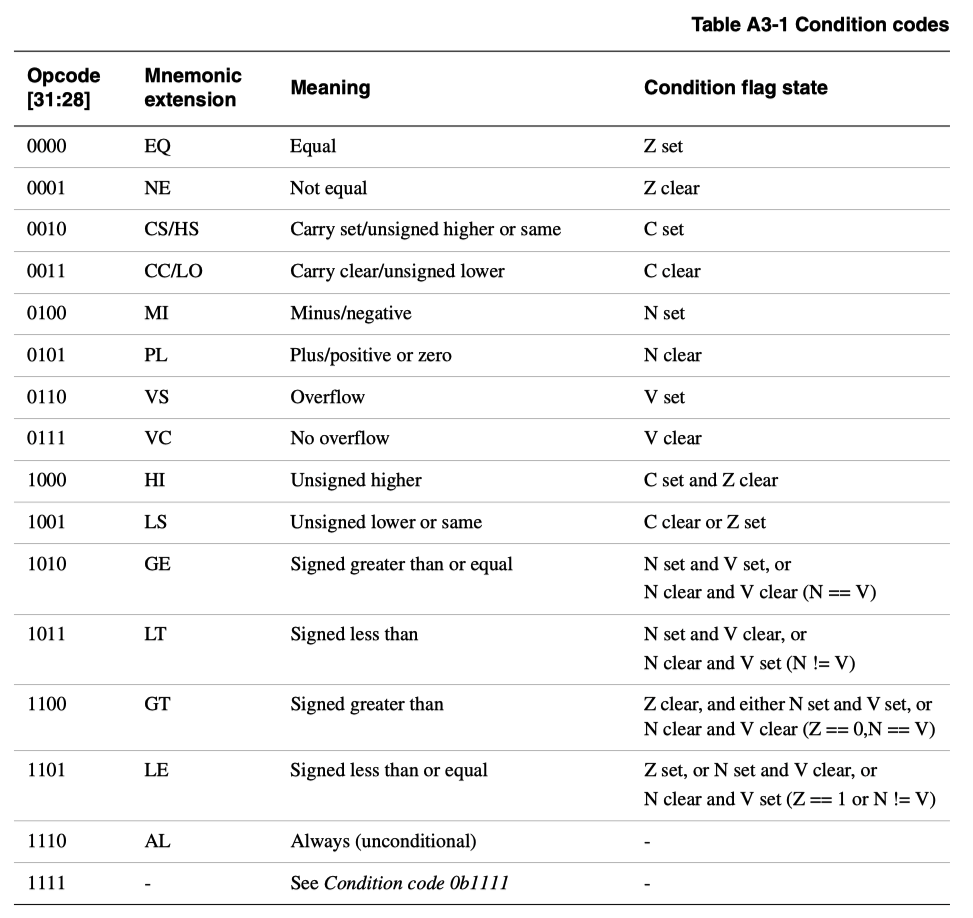 Table A3-1 Condition codes
Opcode [31:28] Mnemonic extension Meaning Condition flag state
0000 EQ Equal Z set
0001 NE Not equal Z clear
0010 CS/HS Carry set/unsigned higher or same C set
0011 CC/LO Carry clear/unsigned lower C clear
0100 MI Minus/negative N set
0101 PL Plus/positive or zero N clear
0110 VS Overflow V set
0111 VC No overflow V clear
1000 HI Unsigned higher C set and Z clear
1001 LS Unsigned lower or same C clear or Z set
1010 GE Signed greater than or equal N set and V set, or
N clear and V clear (N == V)
1011 LT Signed less than N set and V clear, or
N clear and V set (N != V)
1100 GT Signed greater than Z clear, and either N set and V set, or
N clear and V clear (Z == 0,N == V)
1101 LE Signed less than or equal Z set, or N set and V clear, or
N clear and V set (Z == 1 or N != V)
1110 AL Always (unconditional) -
1111 - See Condition code 0b1111 -